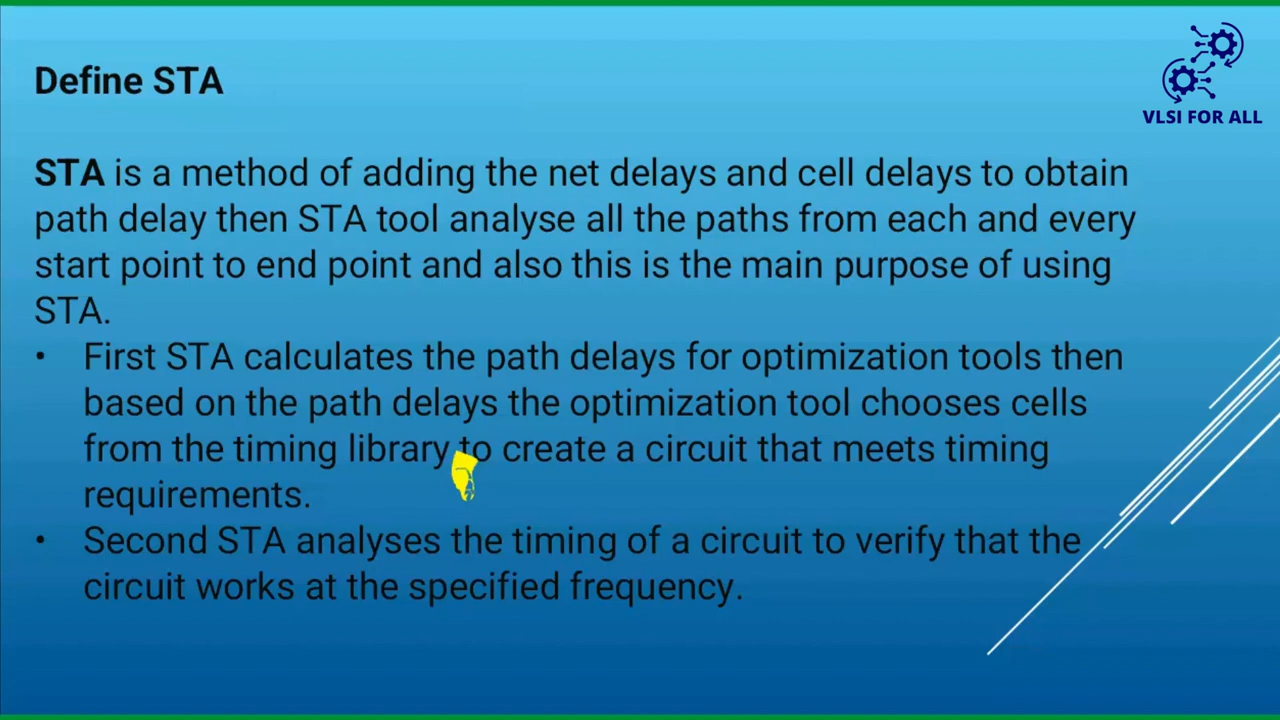 VLSI FOR ALL
Define STA
STA is a method of adding the net delays and cell delays to obtain
path delay then STA tool analyse all the paths from each and every
start point to end point and also this is the main purpose of using
STA.
• First STA calculates the path delays for optimization tools then
based on the path delays the optimization tool chooses cells
from the timing library to create a circuit that meets timing
requirements.
• Second STA analyses the timing of a circuit to verify that the
circuit works at the specified frequency.